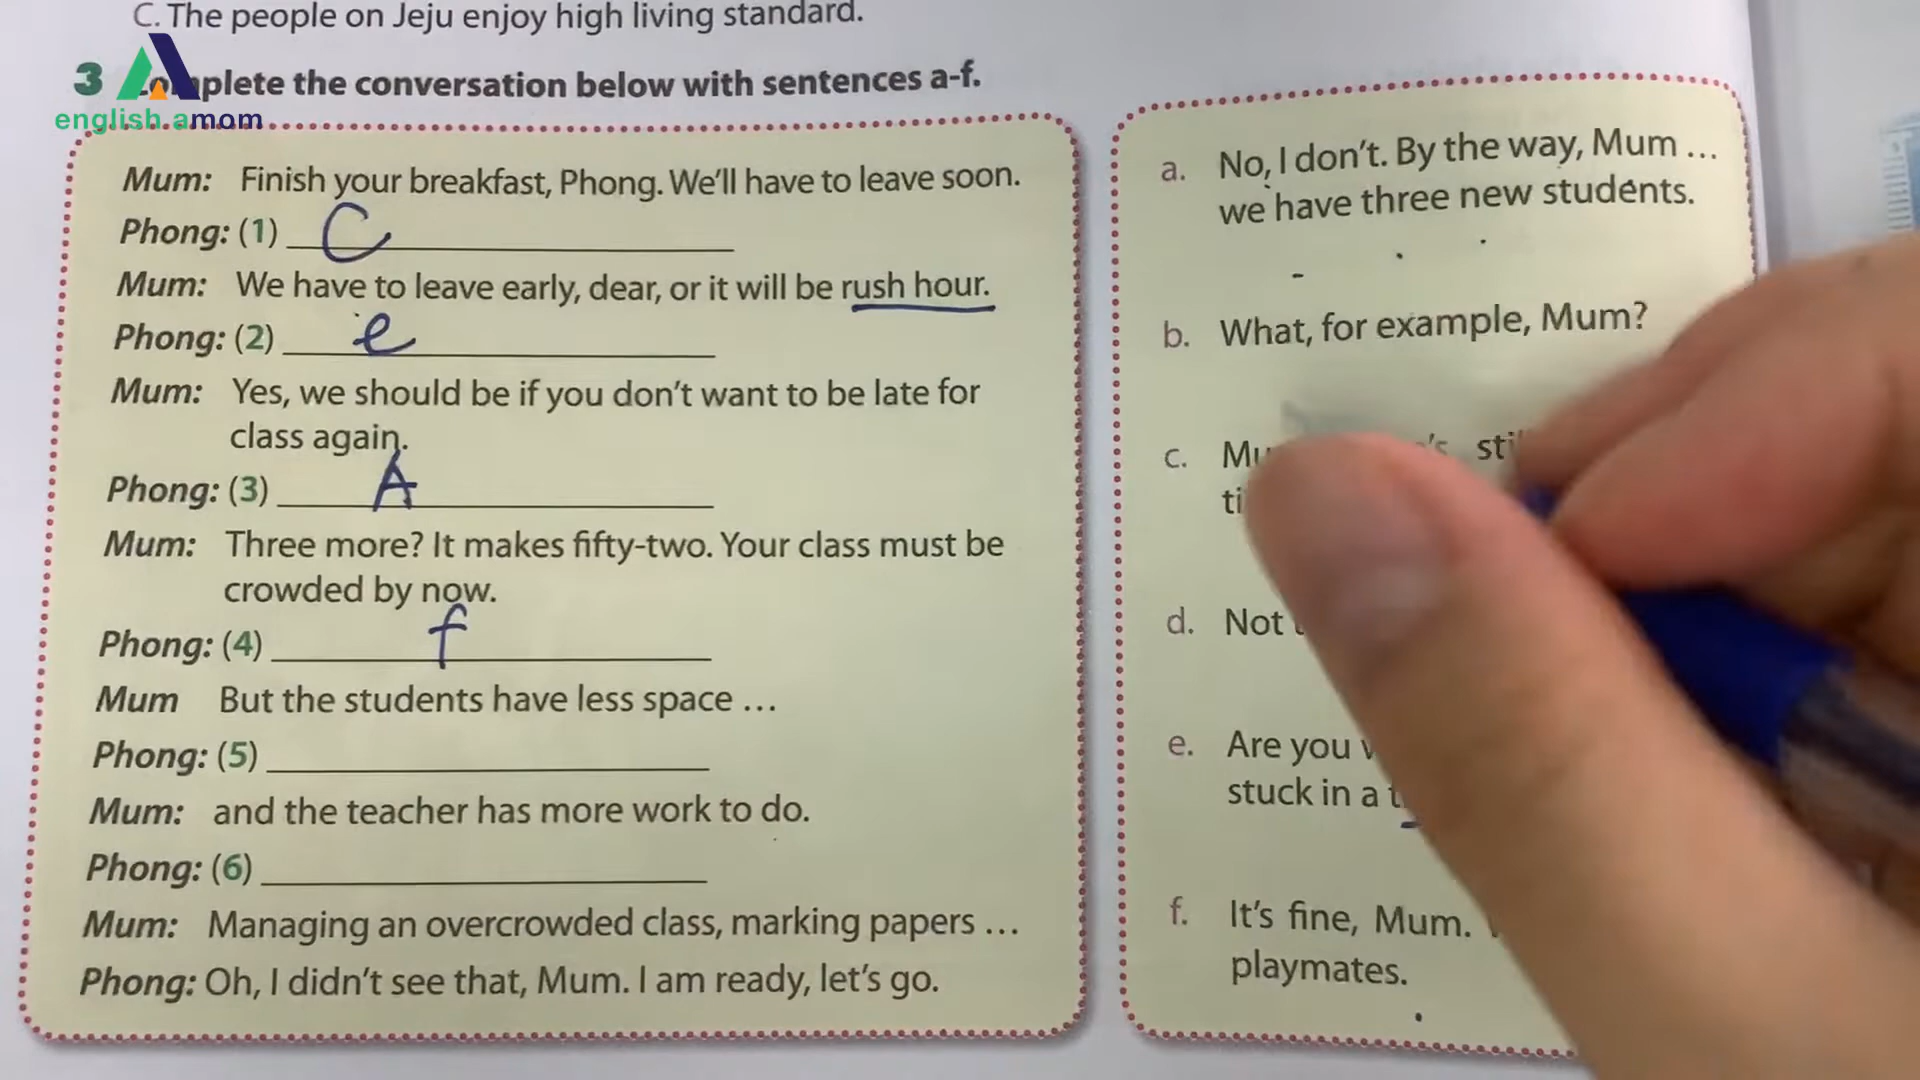 C. The people on Jeju enjoy high living standard.
3 Complete the conversation below with sentences a-f.
english.amom
Mum: Finish your breakfast, Phong. We'll have to leave soon.
Phong: (1) C
Mum: We have to leave early, dear, or it will be rush hour.
Phong: (2) e
Mum: Yes, we should be if you don't want to be late for
class again.
Phong: (3) A
Mum: Three more? It makes fifty-two. Your class must be
crowded by now.
Phong: (4) f
Mum But the students have less space ...
Phong: (5)
Mum: and the teacher has more work to do.
Phong: (6)
Mum: Managing an overcrowded class, marking papers ...
Phong: Oh, I didn't see that, Mum. I am ready, let's go.
a. No, I don't. By the way, Mum ...
we have three new students.
b. What, for example, Mum?
c.
d. Not
e. Are you
stuck in a
f. It's fine, Mum.
playmates.